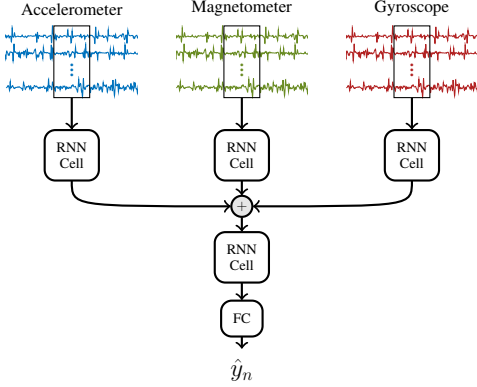 Accelerometer
Magnetometer
Gyroscope
RNN
Cell
RNN
Cell
RNN
Cell
+
RNN
Cell
FC
ŷₙ